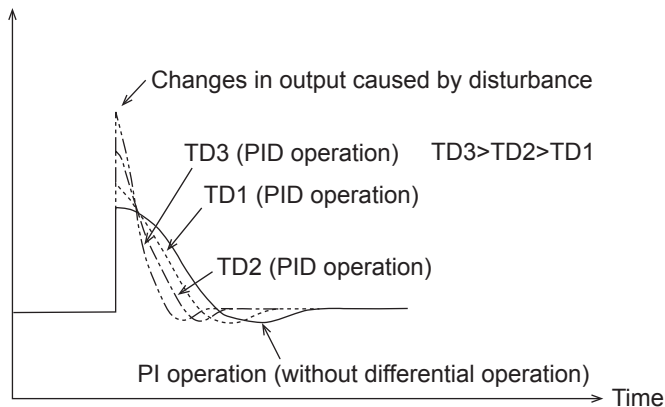 Changes in output caused by disturbance
TD3 (PID operation)
TD3>TD2>TD1
TD1 (PID operation)
TD2 (PID operation)
PI operation (without differential operation)
Time